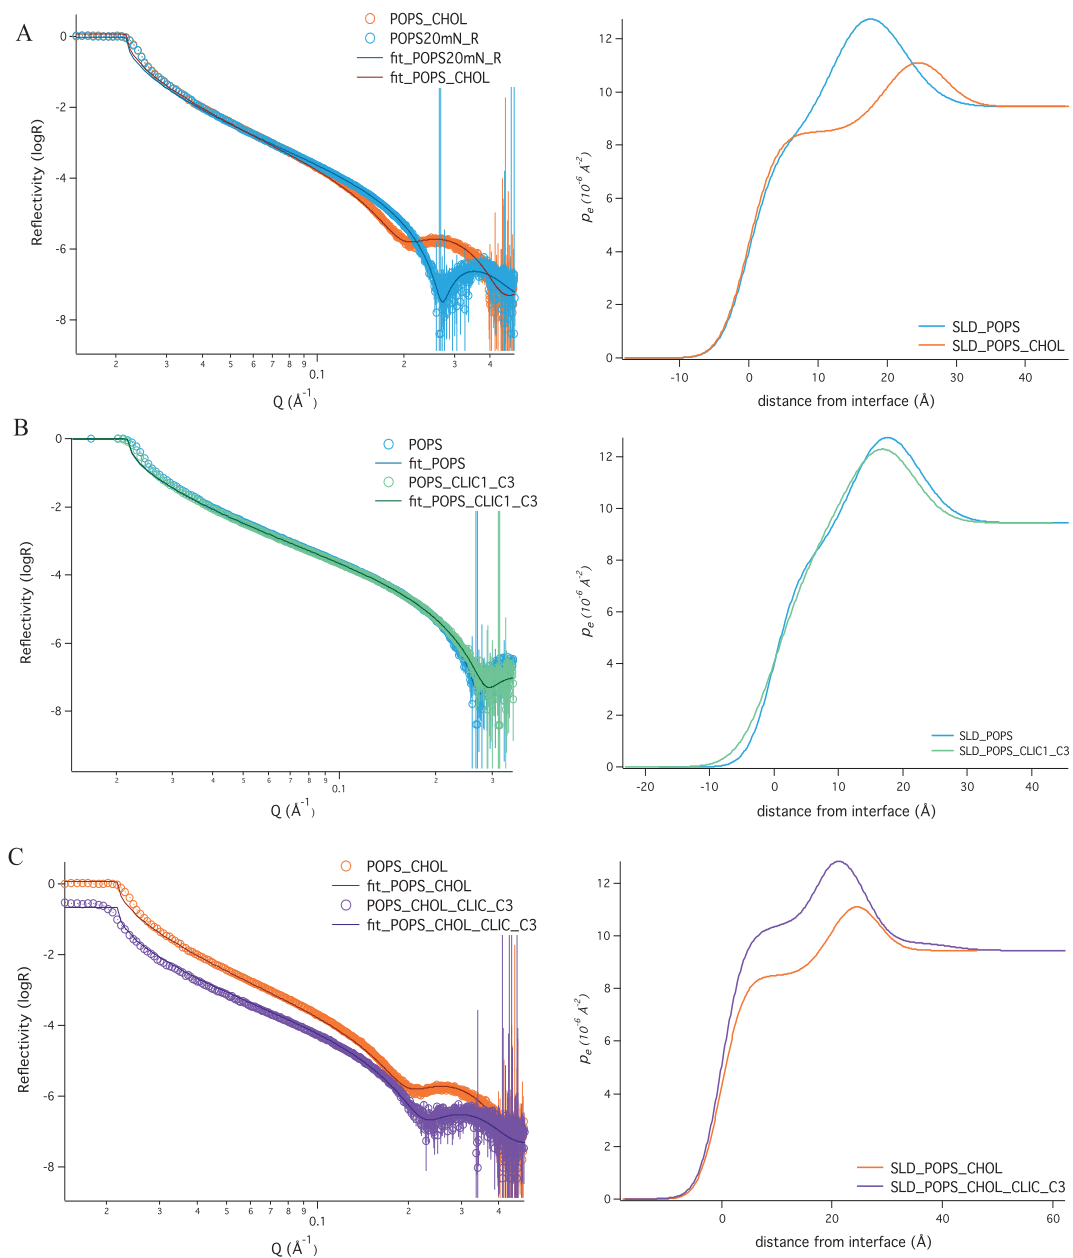 A
POPS_CHOL
POPS20mN_R
fit_POPS20mN_R
fit_POPS_CHOL
Reflectivity (logR)
0
-2
-4
-6
-8
2 3 4 5 6 7 8 9 0.1 2 3 4
Q (Å-1)
ρe (10-6 A-2)
12
10
8
6
4
2
0
SLD_POPS
SLD_POPS_CHOL
-10 0 10 20 30 40
distance from interface (Å)
B
POPS
fit_POPS
POPS_CLIC1_C3
fit_POPS_CLIC1_C3
Reflectivity (logR)
0
-2
-4
-6
-8
2 3 4 5 6 7 8 9 0.1 2 3
Q (Å-1)
ρe (10-6 A-2)
12
10
8
6
4
2
0
SLD_POPS
SLD_POPS_CLIC1_C3
-20 -10 0 10 20 30 40
distance from interface (Å)
C
POPS_CHOL
fit_POPS_CHOL
POPS_CHOL_CLIC_C3
fit_POPS_CHOL_CLIC_C3
Reflectivity (logR)
0
-2
-4
-6
-8
2 3 4 5 6 7 8 9 0.1 2 3 4
Q (Å-1)
ρe (10-6 A-2)
12
10
8
6
4
2
0
SLD_POPS_CHOL
SLD_POPS_CHOL_CLIC_C3
0 20 40 60
distance from interface (Å)